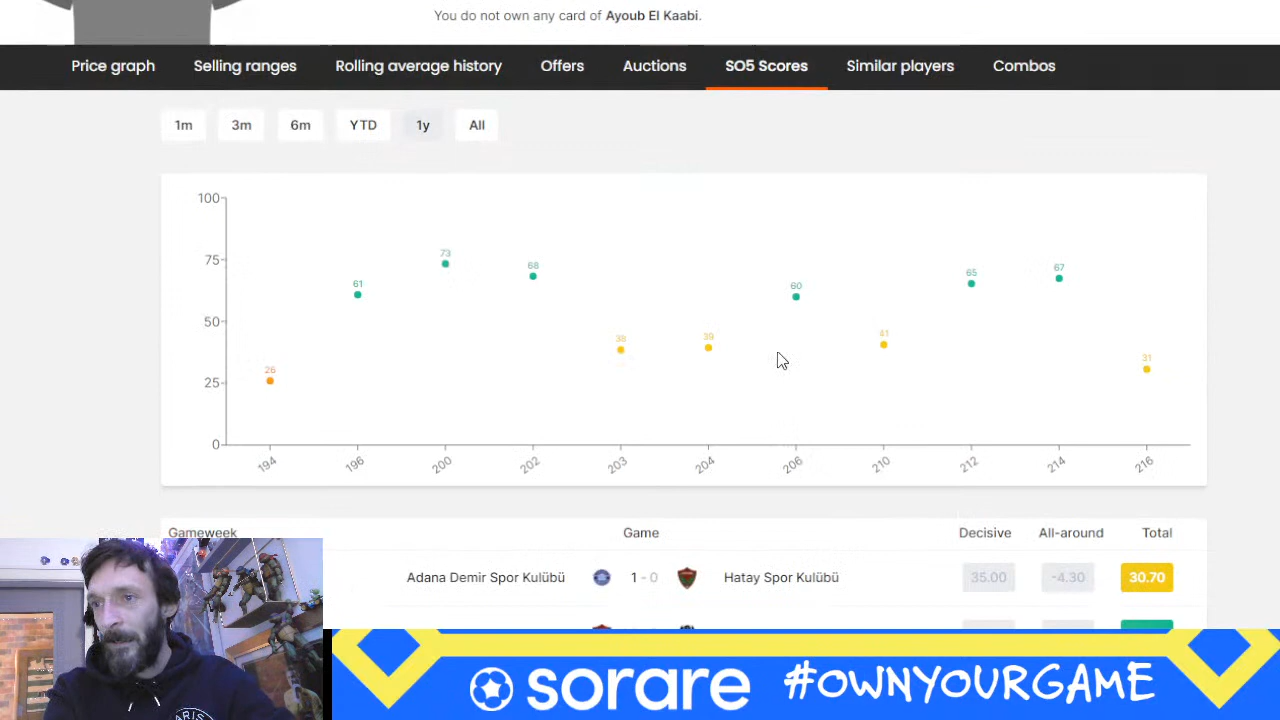 You do not own any card of Ayoub El Kaabi.
Price graph Selling ranges Rolling average history Offers Auctions SO5 Scores Similar players Combos
1m 3m 6m YTD 1y All
100
75
50
25
0
26 61 73 68 38 39 60 41 65 67 31
194 196 200 202 203 204 206 210 212 214 216
Gameweek Game Decisive All-around Total
Adana Demir Spor Kulübü 1 - 0 Hatay Spor Kulübü 35.00 -4.30 30.70
sorare #OWNYOURGAME
PARIS